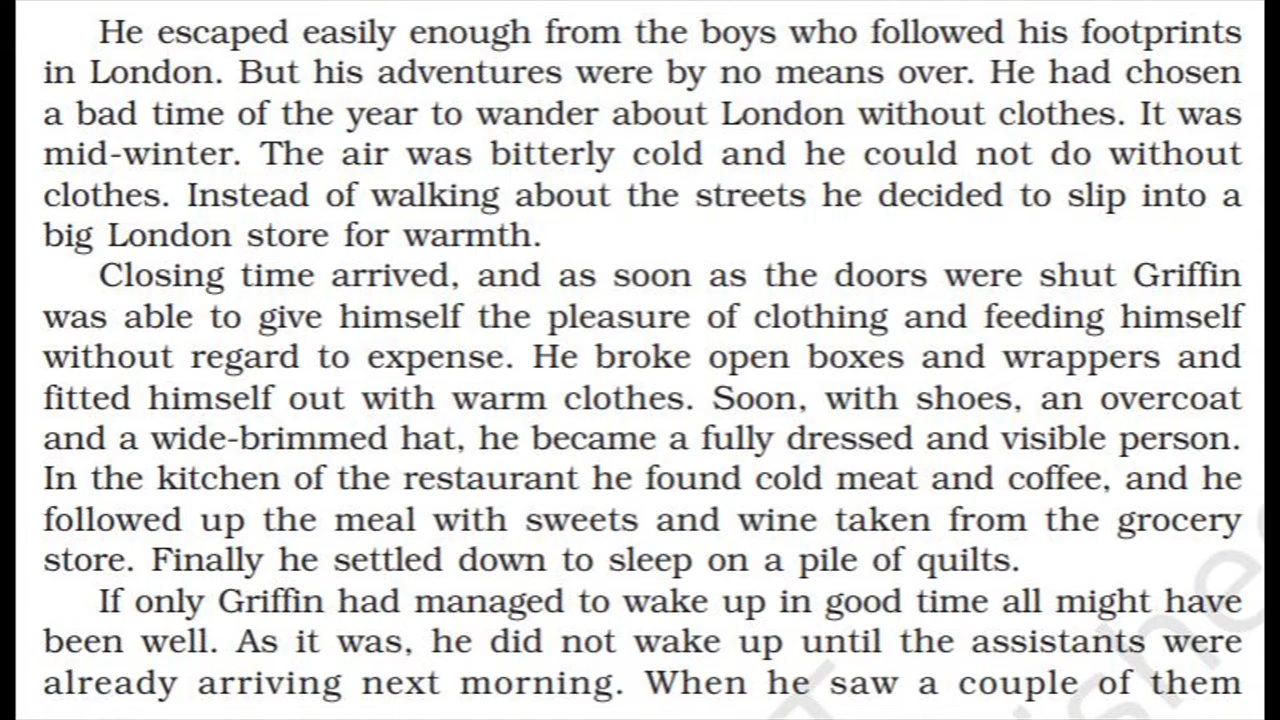 He escaped easily enough from the boys who followed his footprints
in London. But his adventures were by no means over. He had chosen
a bad time of the year to wander about London without clothes. It was
mid-winter. The air was bitterly cold and he could not do without
clothes. Instead of walking about the streets he decided to slip into a
big London store for warmth.
Closing time arrived, and as soon as the doors were shut Griffin
was able to give himself the pleasure of clothing and feeding himself
without regard to expense. He broke open boxes and wrappers and
fitted himself out with warm clothes. Soon, with shoes, an overcoat
and a wide-brimmed hat, he became a fully dressed and visible person.
In the kitchen of the restaurant he found cold meat and coffee, and he
followed up the meal with sweets and wine taken from the grocery
store. Finally he settled down to sleep on a pile of quilts.
If only Griffin had managed to wake up in good time all might have
been well. As it was, he did not wake up until the assistants were
already arriving next morning. When he saw a couple of them